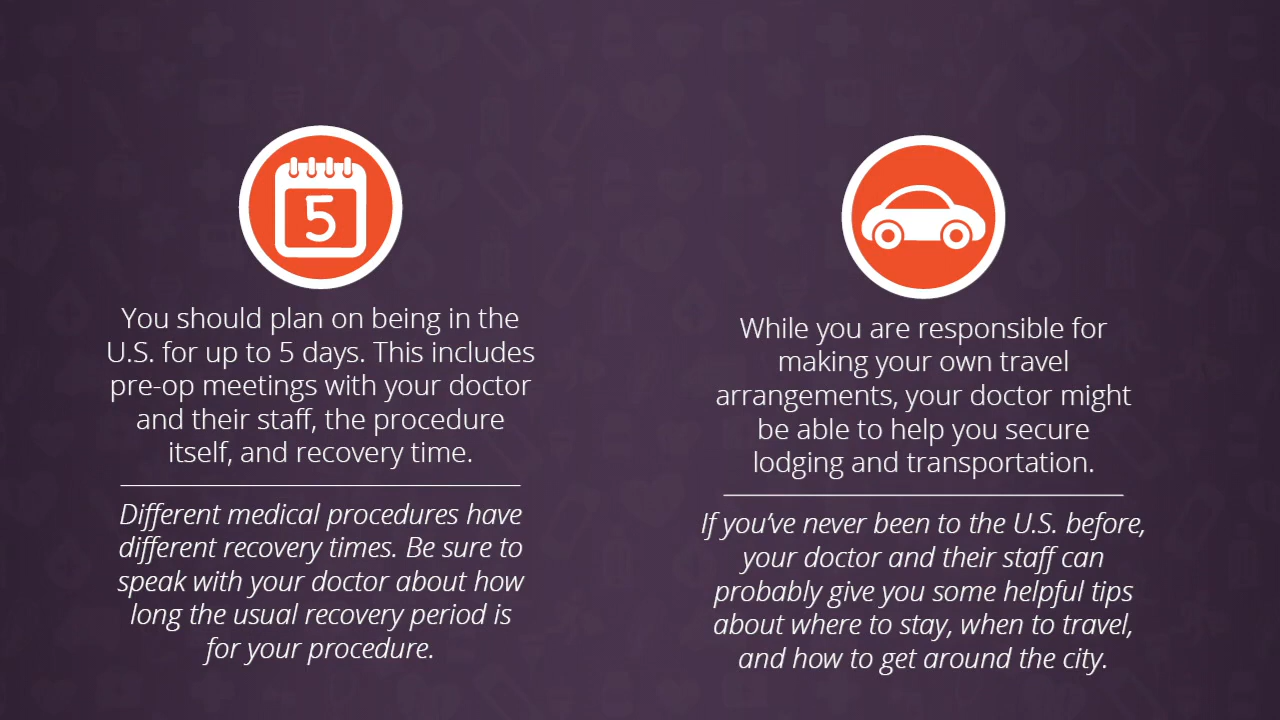 5
You should plan on being in the
U.S. for up to 5 days. This includes
pre-op meetings with your doctor
and their staff, the procedure
itself, and recovery time.
Different medical procedures have
different recovery times. Be sure to
speak with your doctor about how
long the usual recovery period is
for your procedure.
While you are responsible for
making your own travel
arrangements, your doctor might
be able to help you secure
lodging and transportation.
If you’ve never been to the U.S. before,
your doctor and their staff can
probably give you some helpful tips
about where to stay, when to travel,
and how to get around the city.